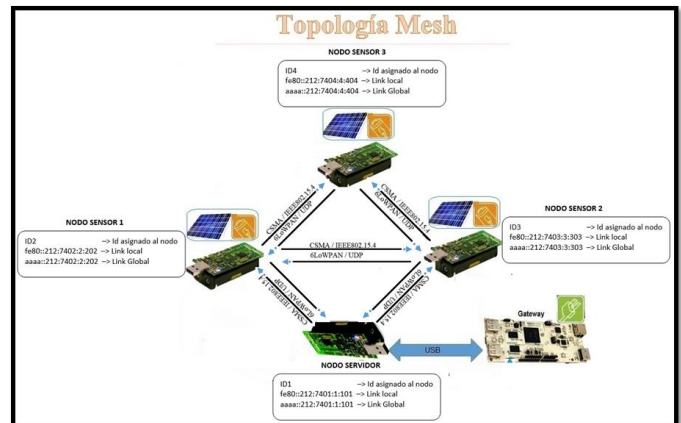 Topología Mesh
NODO SENSOR 3
ID4 –> Id asignado al nodo
fe80::212:7404:4:404 –> Link local
aaaa::212:7404:4:404 –> Link Global
CSMA / IEEE802.15.4
6LoWPAN / UDP
CSMA / IEEE802.15.4
6LoWPAN / UDP
NODO SENSOR 1
ID2 –> Id asignado al nodo
fe80::212:7402:2:202 –> Link local
aaaa::212:7402:2:202 –> Link Global
NODO SENSOR 2
ID3 –> Id asignado al nodo
fe80::212:7403:3:303 –> Link local
aaaa::212:7403:3:303 –> Link Global
CSMA / IEEE802.15.4
6LoWPAN / UDP
6LoWPAN / UDP
CSMA / IEEE802.15.4
6LoWPAN / UDP
CSMA / IEEE802.15.4
Gateway
USB
NODO SERVIDOR
ID1 –> Id asignado al nodo
fe80::212:7401:1:101 –> Link local
aaaa::212:7401:1:101 –> Link Global